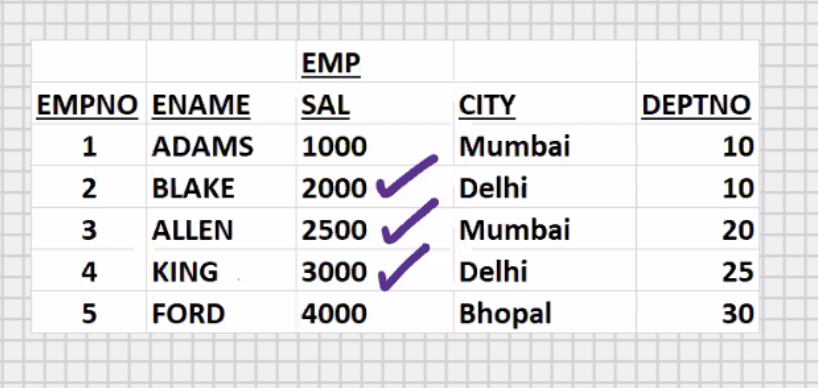 EMP
EMPNO ENAME SAL CITY DEPTNO
1 ADAMS 1000 Mumbai 10
2 BLAKE 2000 Delhi 10
3 ALLEN 2500 Mumbai 20
4 KING 3000 Delhi 25
5 FORD 4000 Bhopal 30